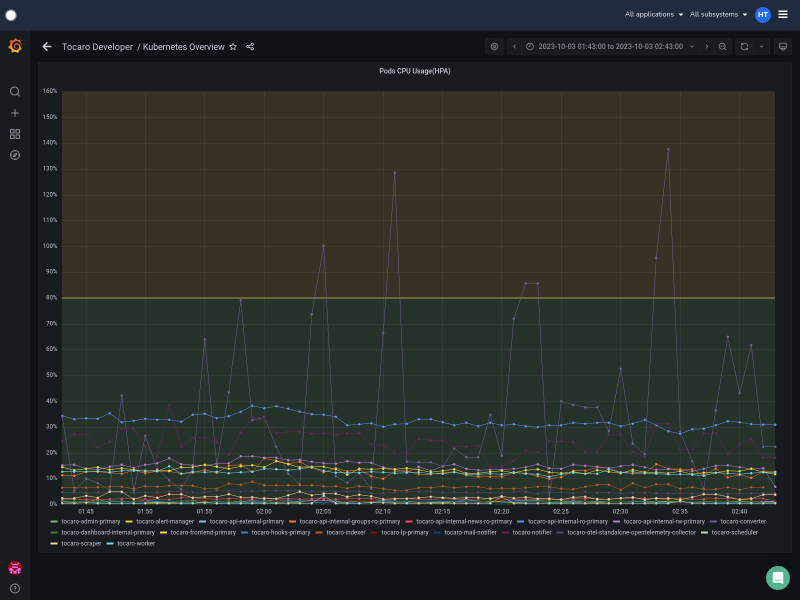 All applications All subsystems HT
Tocaro Developer / Kubernetes Overview 2023-10-03 01:43:00 to 2023-10-03 02:43:00
Pods CPU Usage(HPA)
160%
150%
140%
130%
120%
110%
100%
90%
80%
70%
60%
50%
40%
30%
20%
10%
0%
01:45 01:50 01:55 02:00 02:05 02:10 02:15 02:20 02:25 02:30 02:35 02:40
tocaro-admin-primary tocaro-alert-manager tocaro-api-external-primary tocaro-api-internal-groups-ro-primary tocaro-api-internal-news-ro-primary tocaro-api-internal-ro-primary tocaro-api-internal-rw-primary tocaro-converter
tocaro-dashboard-internal-primary tocaro-frontend-primary tocaro-hooks-primary tocaro-indexer tocaro-lp-primary tocaro-mail-notifier tocaro-notifier tocaro-otel-standalone-opentelemetry-collector tocaro-scheduler
tocaro-scraper tocaro-worker